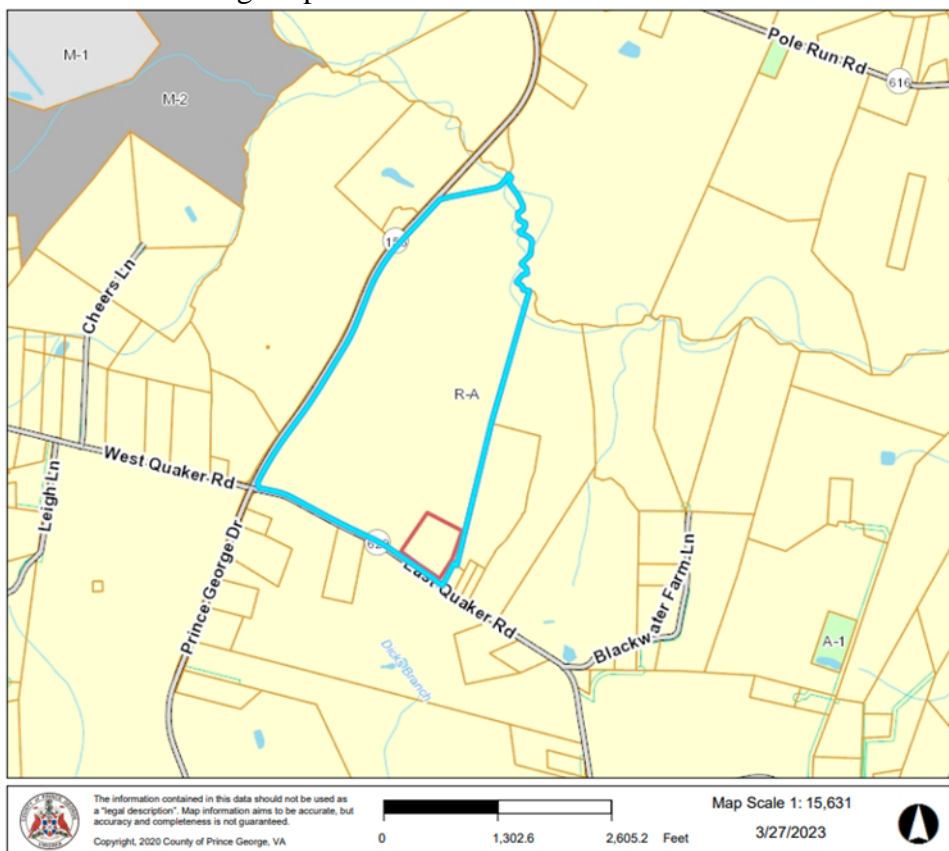 M-1
M-2
Pole Run Rd
616
Cheers Ln
R-A
West Quaker Rd
Leigh Ln
Prince George Dr
East Quaker Rd
Blackwater Farm Ln
A-1
Dicks Branch
The information contained in this data should not be used as
a "legal description". Map information aims to be accurate, but
accuracy and completeness is not guaranteed.
Copyright, 2020 County of Prince George, VA
0 1,302.6 2,605.2 Feet
Map Scale 1: 15,631
3/27/2023